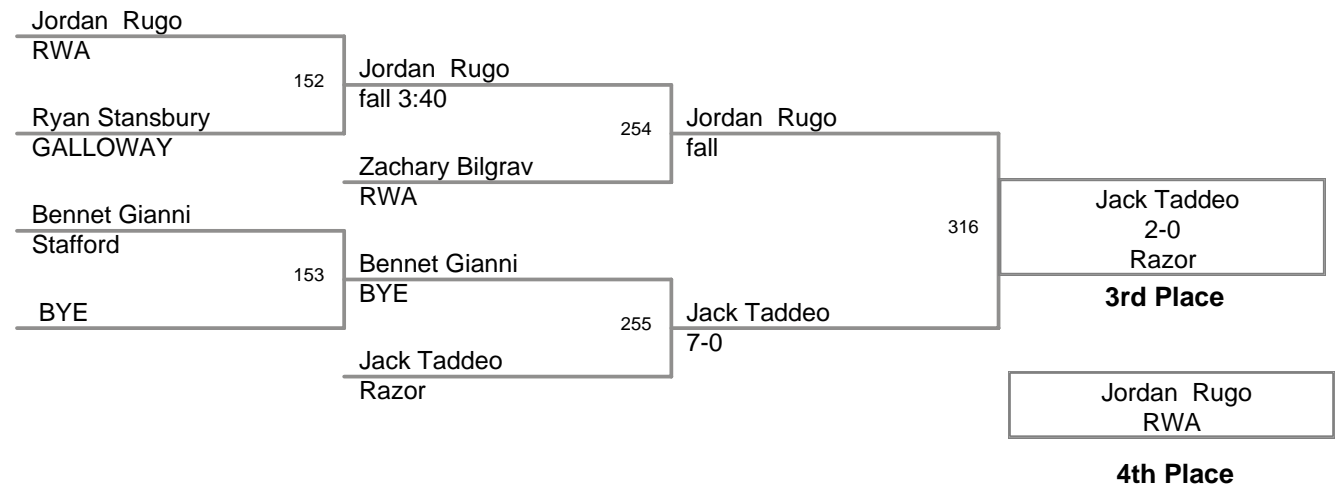 Jordan  Rugo
RWA
152
Ryan Stansbury
GALLOWAY
Bennet Gianni
Stafford
153
BYE
Jordan  Rugo
fall 3:40
254
Zachary Bilgrav
RWA
Bennet Gianni
BYE
255
Jack Taddeo
Razor
Jordan  Rugo
fall
316
Jack Taddeo
7-0
Jack Taddeo
2-0
Razor
3rd Place
Jordan  Rugo
RWA
4th Place